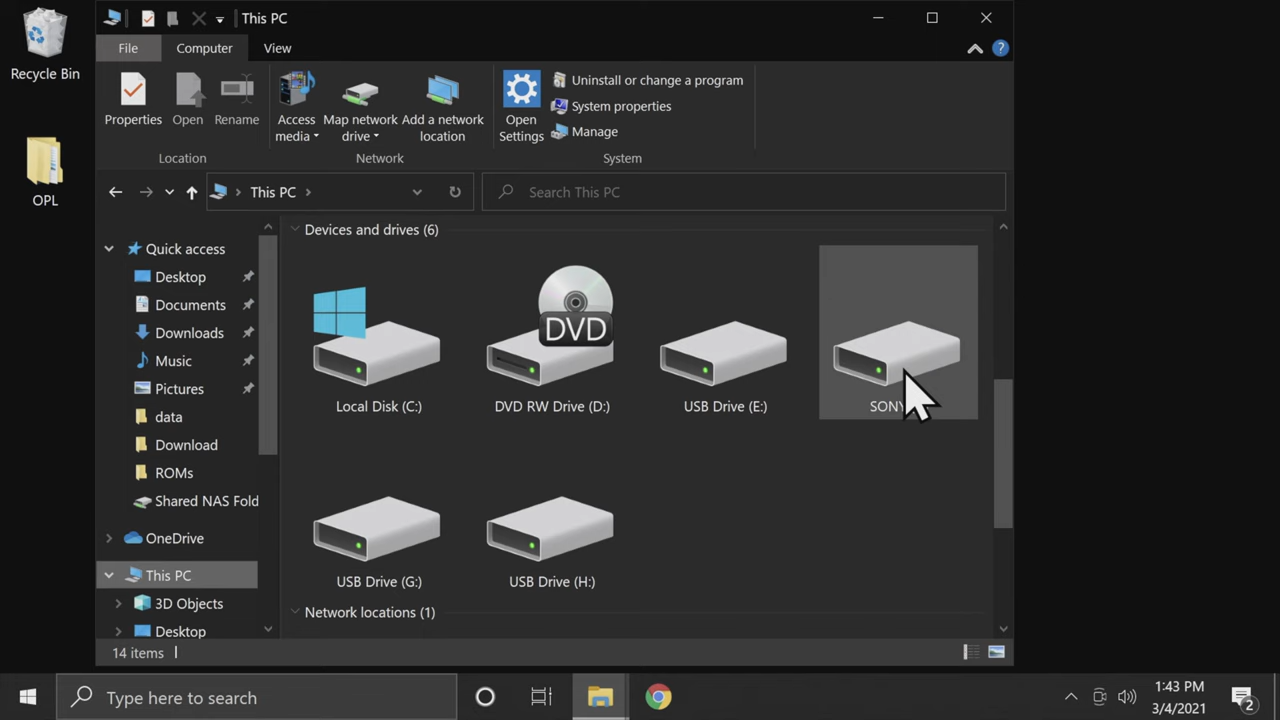 Recycle Bin
OPL
This PC
File
Computer
View
Properties
Open
Rename
Location
Access media
Map network drive
Add a network location
Network
Open Settings
Uninstall or change a program
System properties
Manage
System
This PC
Search This PC
Quick access
Desktop
Documents
Downloads
Music
Pictures
data
Download
ROMs
Shared NAS Fold
OneDrive
This PC
3D Objects
Desktop
Devices and drives (6)
Local Disk (C:)
DVD
DVD RW Drive (D:)
USB Drive (E:)
SONY
USB Drive (G:)
USB Drive (H:)
Network locations (1)
14 items
Type here to search
1:43 PM
3/4/2021
2